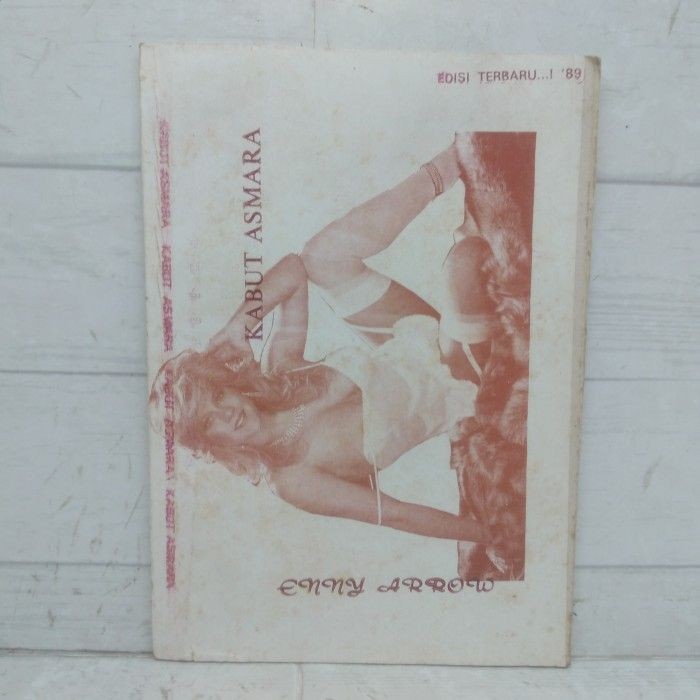 EDISI TERBARU...! '89
KABUT ASMARA
KABUT ASMARA KABUT ASMARA KABUT ASMARA KABUT ASMARA
ENNY ARROW